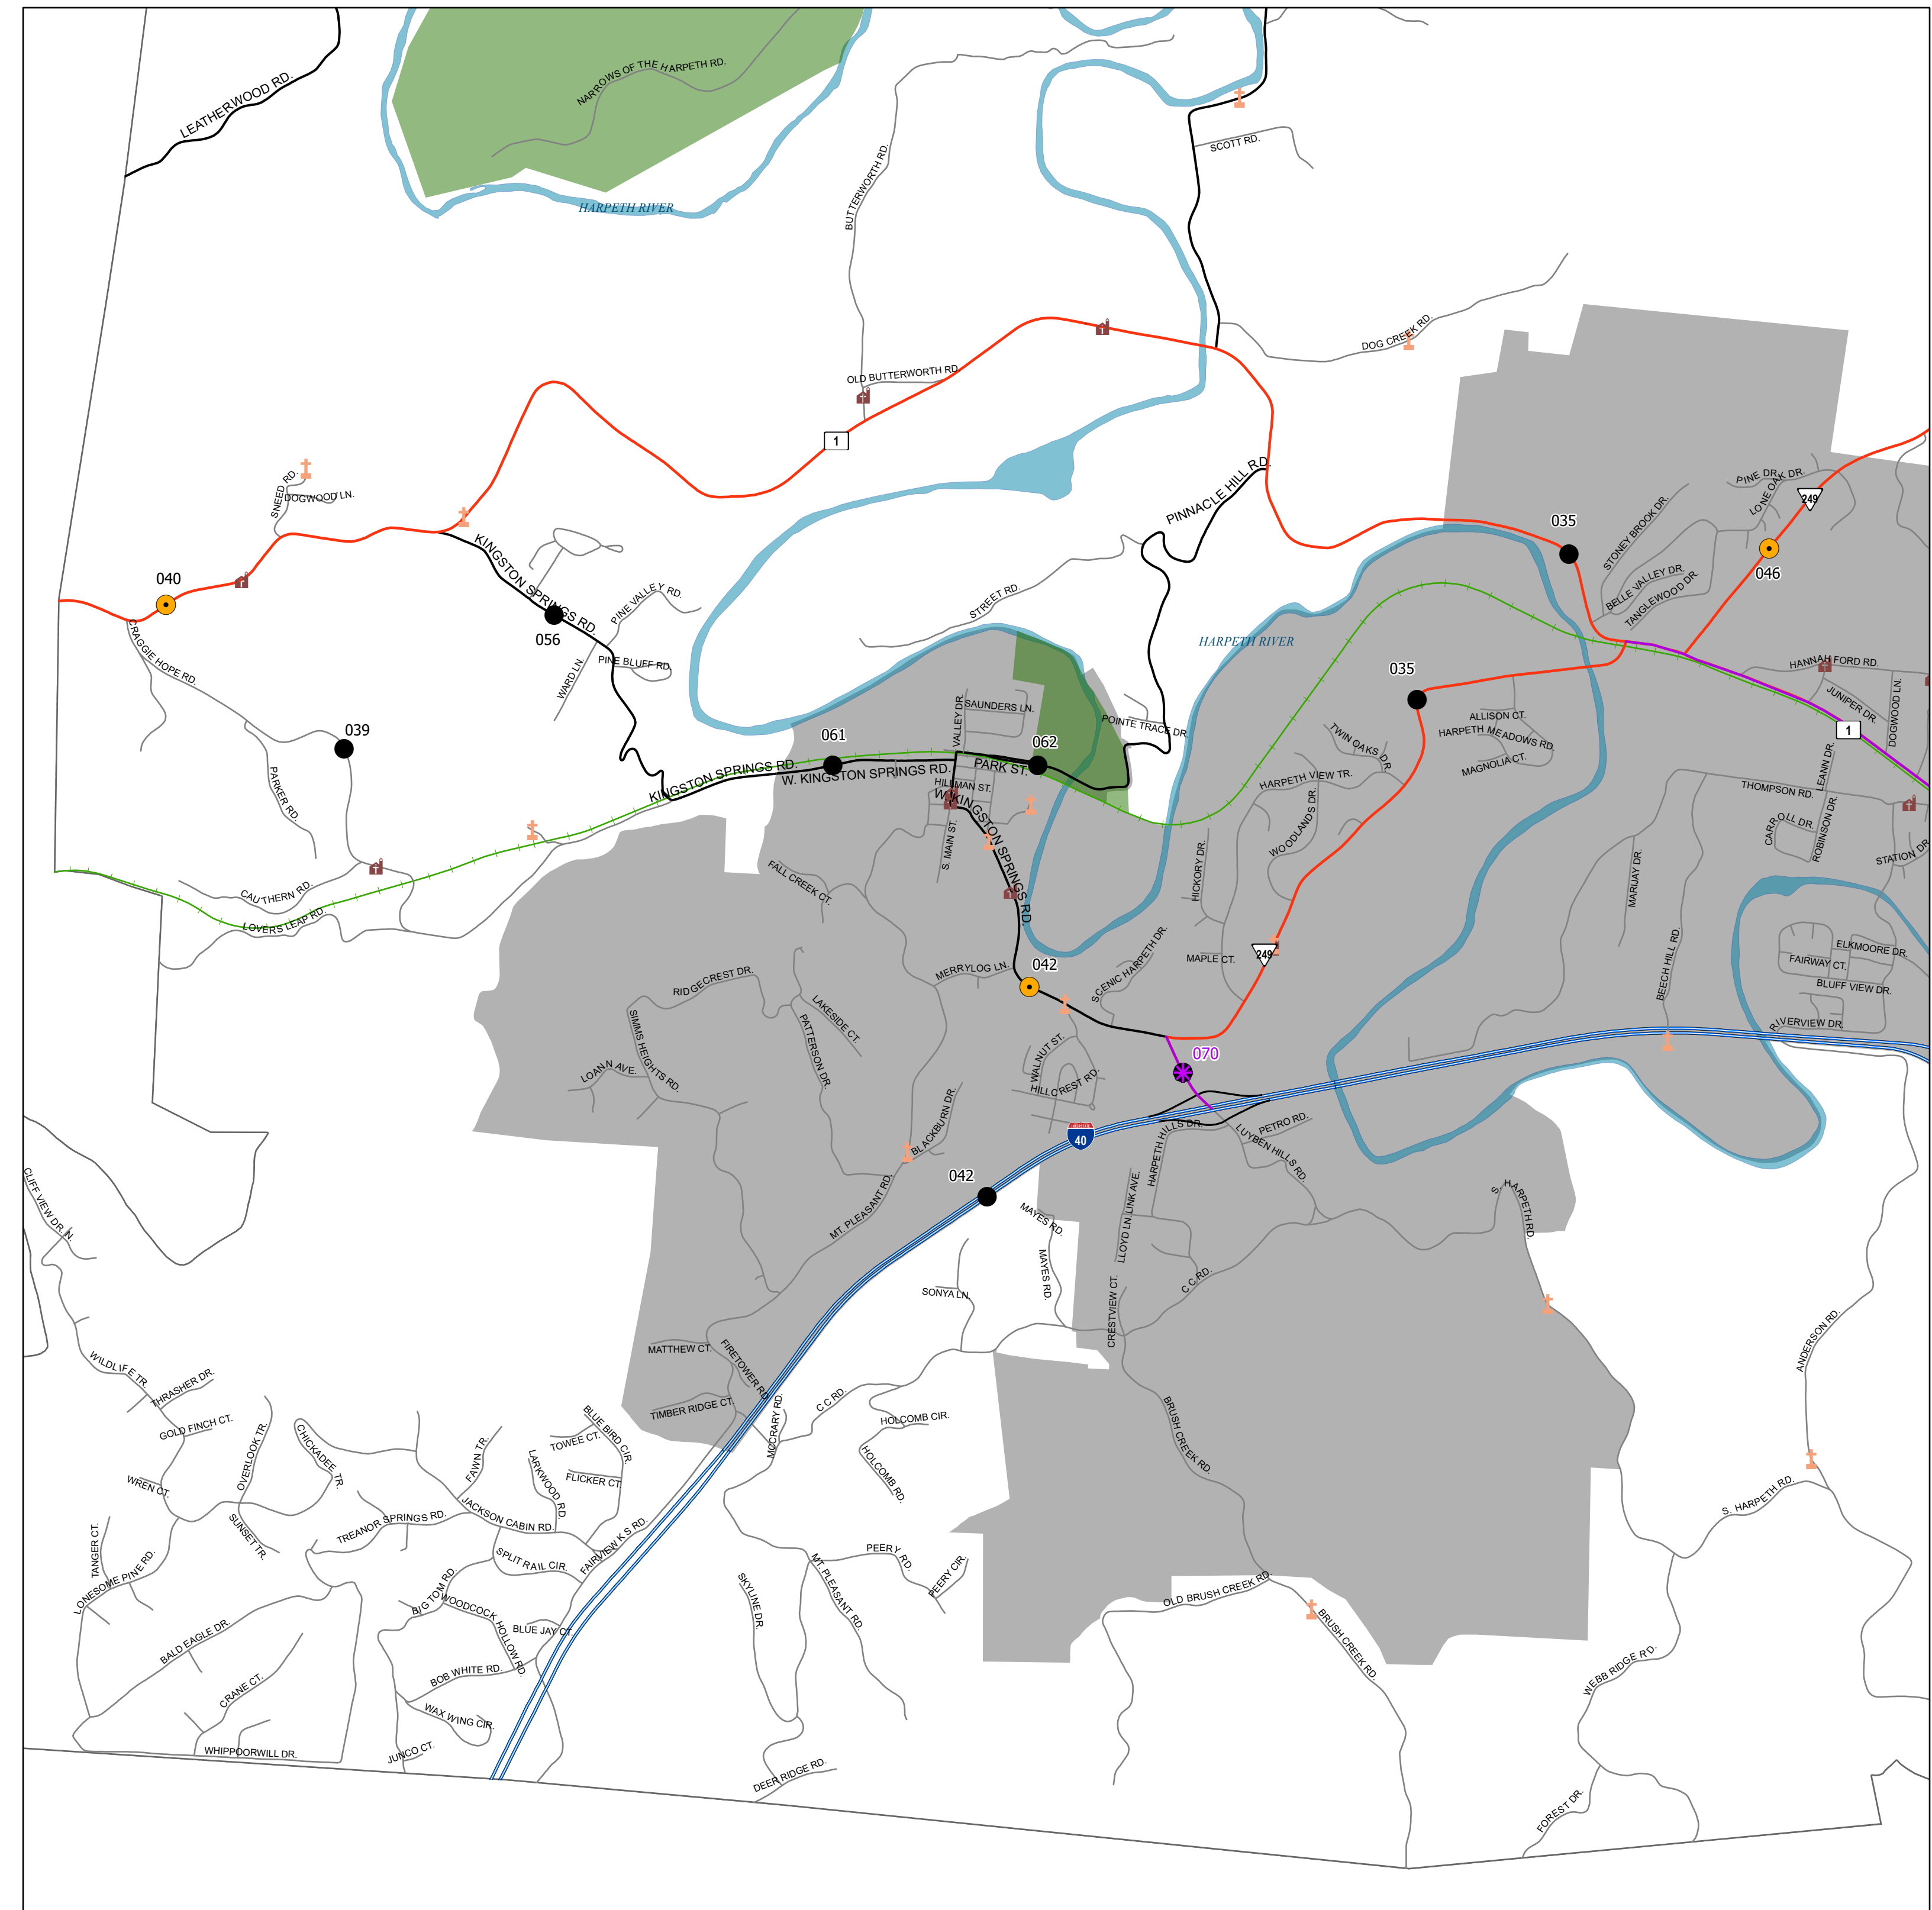 LEATHERWOOD RD.
NARROWS OF THE HARPETH RD.
HARPETH RIVER
BUTTERWORTH RD.
SCOTT RD.
DOG CREEK RD.
OLD BUTTERWORTH RD.
1
SNEED RD.
DOGWOOD LN.
PINNACLE HILL RD.
PINE DR.
LONE OAK DR.
249
STONEY BROOK DR.
035
046
BELLE VALLEY DR.
TANGLEWOOD DR.
040
KINGSTON SPRINGS RD.
056
PINE VALLEY RD.
STREET RD.
CRAGGIE HOPE RD.
WARD LN.
PINE BLUFF RD.
HARPETH RIVER
035
HANNAH FORD RD.
JUNIPER DR.
DOGWOOD LN.
1
039
061
VALLEY DR.
SAUNDERS LN.
062
POINTE TRACE DR.
ALLISON CT.
HARPETH MEADOWS RD.
MAGNOLIA CT.
TWIN OAKS DR.
PARKER RD.
KINGSTON SPRINGS RD.
W. KINGSTON SPRINGS RD.
PARK ST.
HILLMAN ST.
W. KINGSTON SPRINGS RD.
S. MAIN ST.
HARPETH VIEW TR.
WOODLANDS DR.
HICKORY DR.
THOMPSON RD.
LEANN DR.
CARROLL DR.
ROBINSON DR.
STATION DR.
MARIJAY DR.
CAUTHERN RD.
LOVERS LEAP RD.
FALL CREEK CT.
MERRYLOG LN.
042
SCENIC HARPETH DR.
MAPLE CT.
249
BEECH HILL RD.
ELKMOORE DR.
FAIRWAY CT.
BLUFF VIEW DR.
RIVERVIEW DR.
RIDGECREST DR.
LAKESIDE CT.
PATTERSON DR.
SIMMS HEIGHTS RD.
LOANN AVE.
WALNUT ST.
HILLCREST RD.
070
40
BLACKBURN DR.
MT. PLEASANT RD.
042
HARPETH HILLS DR.
PETRO RD.
LUYBEN HILLS RD.
LINK AVE.
LLOYD LN.
S. HARPETH RD.
MAYES RD.
MAYES RD.
CLIFF VIEW DR. N.
SONYA LN.
CRESTVIEW CT.
C C RD.
ANDERSON RD.
MATTHEW CT.
FIRETOWER RD.
TIMBER RIDGE CT.
MCCRARY RD.
C C RD.
HOLCOMB CIR.
HOLCOMB RD.
BRUSH CREEK RD.
WILDLIFE TR.
THRASHER DR.
GOLD FINCH CT.
OVERLOOK TR.
CHICKADEE TR.
WREN CT.
SUNSET TR.
FAWN TR.
TOWEE CT.
BLUE BIRD CIR.
LARKWOOD RD.
FLICKER CT.
JACKSON CABIN RD.
TREANOR SPRINGS RD.
SPLIT RAIL CIR.
FAIRVIEW K S RD.
TANGER CT.
LONESOME PINE RD.
BIG TOM RD.
WOODCOCK HOLLOW RD.
BLUE JAY CT.
BOB WHITE RD.
WAX WING CIR.
JUNCO CT.
BALD EAGLE DR.
CRANE CT.
WHIPPOORWILL DR.
SKYLINE DR.
MT. PLEASANT RD.
PEERY RD.
PEERY CIR.
DEER RIDGE RD.
OLD BRUSH CREEK RD.
BRUSH CREEK RD.
S. HARPETH RD.
WEBB RIDGE RD.
FOREST DR.